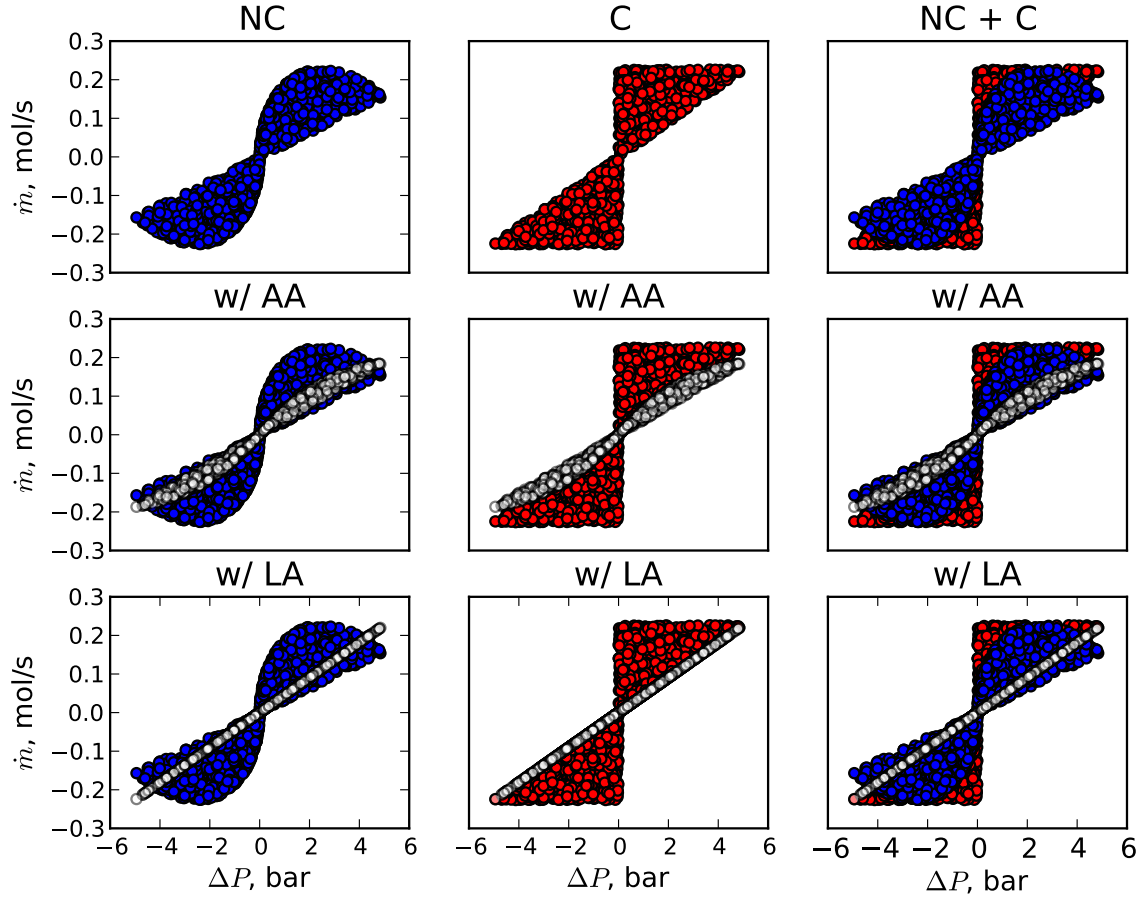 NC C NC + C
0.3
0.2
0.1
0.0
−0.1
−0.2
−0.3
ṁ, mol/s
w/ AA w/ AA w/ AA
0.3
0.2
0.1
0.0
−0.1
−0.2
−0.3
ṁ, mol/s
w/ LA w/ LA w/ LA
0.3
0.2
0.1
0.0
−0.1
−0.2
−0.3
ṁ, mol/s
−6 −4 −2 0 2 4 6 −6 −4 −2 0 2 4 6 −6 −4 −2 0 2 4 6
ΔP, bar ΔP, bar ΔP, bar